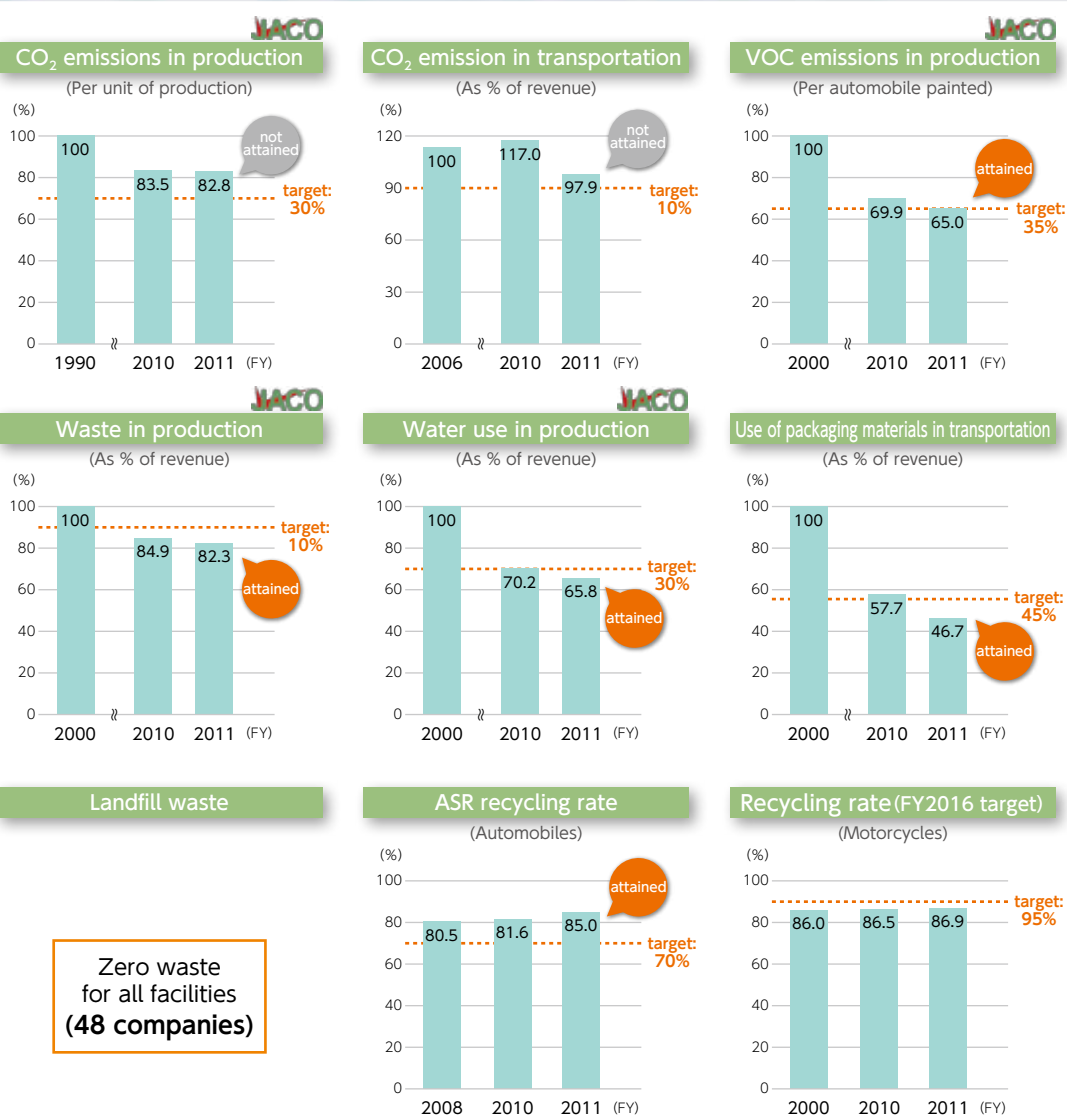 JACO
CO₂ emissions in production
(Per unit of production)
(%)
100
80
60
40
20
0
100
83.5
82.8
not
attained
target:
30%
1990
2010
2011
(FY)
CO₂ emission in transportation
(As % of revenue)
(%)
120
90
60
30
0
100
117.0
97.9
not
attained
target:
10%
2006
2010
2011
(FY)
JACO
VOC emissions in production
(Per automobile painted)
(%)
100
80
60
40
20
0
100
69.9
65.0
attained
target:
35%
2000
2010
2011
(FY)
JACO
Waste in production
(As % of revenue)
(%)
100
80
60
40
20
0
100
84.9
82.3
target:
10%
attained
2000
2010
2011
(FY)
JACO
Water use in production
(As % of revenue)
(%)
100
80
60
40
20
0
100
70.2
65.8
target:
30%
attained
2000
2010
2011
(FY)
Use of packaging materials in transportation
(As % of revenue)
(%)
100
80
60
40
20
0
100
57.7
46.7
target:
45%
attained
2000
2010
2011
(FY)
Landfill waste
Zero waste
for all facilities
(48 companies)
ASR recycling rate
(Automobiles)
(%)
100
80
60
40
20
0
80.5
81.6
85.0
attained
target:
70%
2008
2010
2011
(FY)
Recycling rate (FY2016 target)
(Motorcycles)
(%)
100
80
60
40
20
0
86.0
86.5
86.9
target:
95%
2000
2010
2011
(FY)